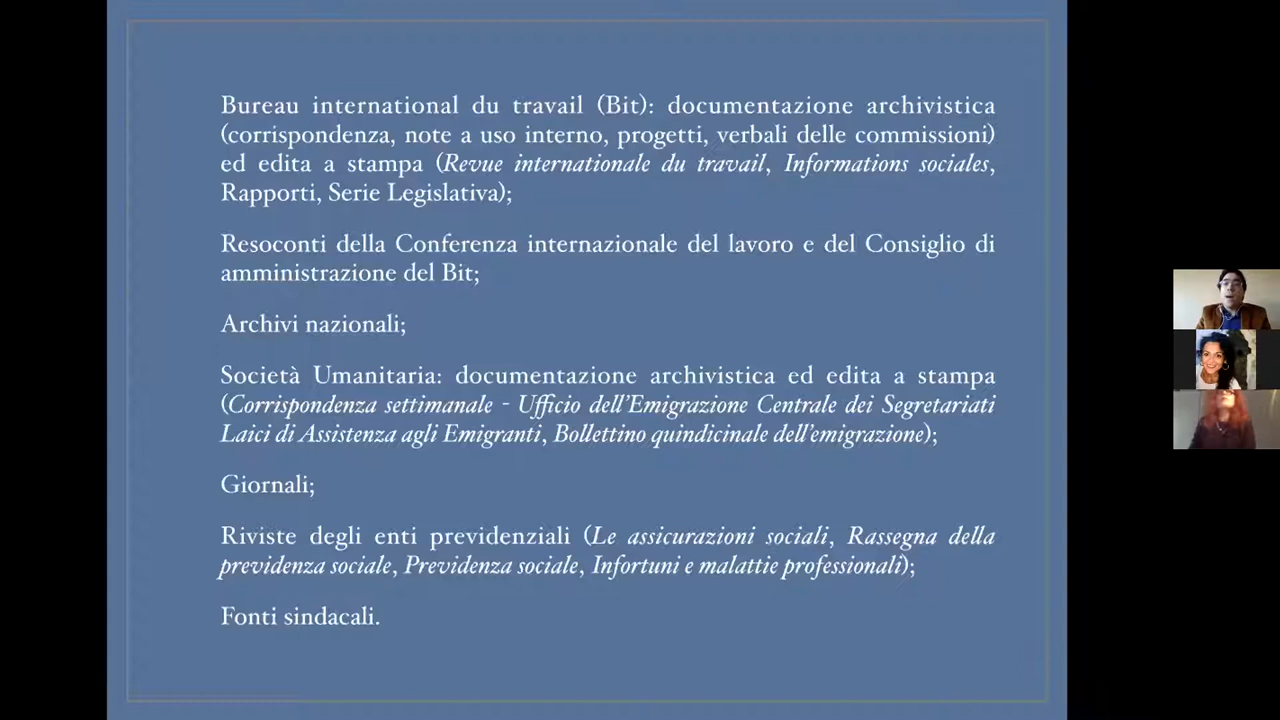 Bureau international du travail (Bit): documentazione archivistica
(corrispondenza, note a uso interno, progetti, verbali delle commissioni)
ed edita a stampa (Revue internationale du travail, Informations sociales,
Rapporti, Serie Legislativa);
Resoconti della Conferenza internazionale del lavoro e del Consiglio di
amministrazione del Bit;
Archivi nazionali;
Società Umanitaria: documentazione archivistica ed edita a stampa
(Corrispondenza settimanale - Ufficio dell'Emigrazione Centrale dei Segretariati
Laici di Assistenza agli Emigranti, Bollettino quindicinale dell'emigrazione);
Giornali;
Riviste degli enti previdenziali (Le assicurazioni sociali, Rassegna della
previdenza sociale, Previdenza sociale, Infortuni e malattie professionali);
Fonti sindacali.